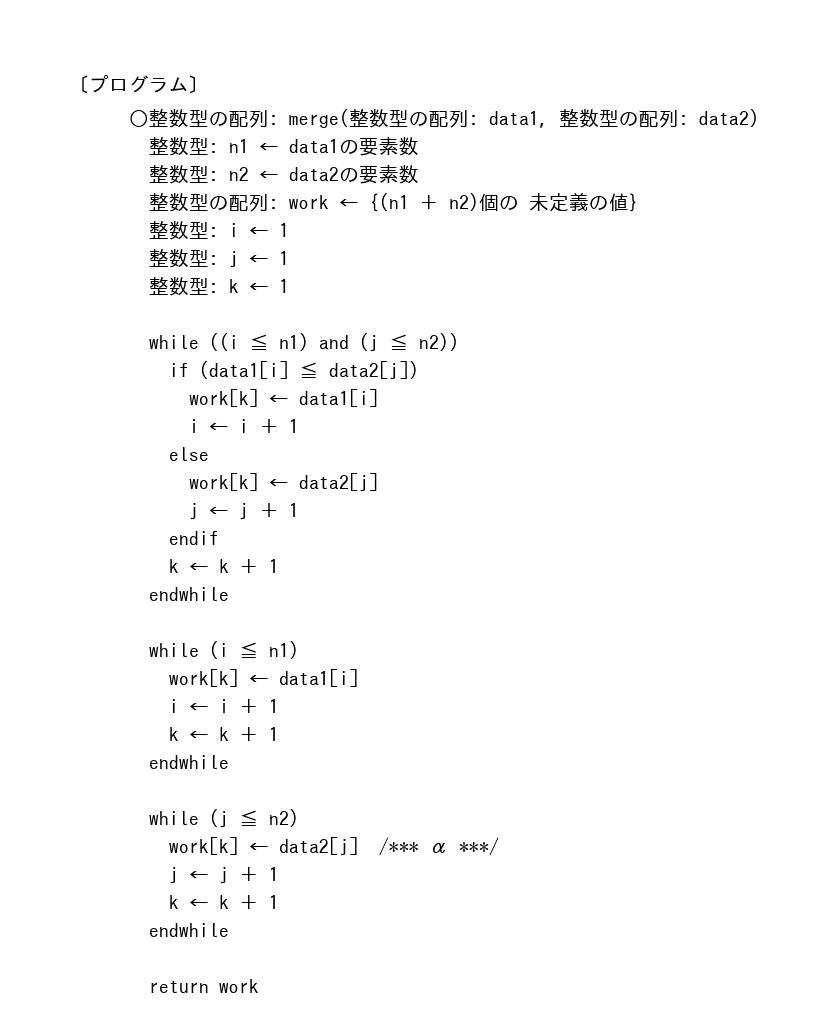 〔プログラム〕
○整数型の配列: merge(整数型の配列: data1, 整数型の配列: data2)
整数型: n1 ← data1の要素数
整数型: n2 ← data2の要素数
整数型の配列: work ← {(n1 ＋ n2)個の 未定義の値}
整数型: i ← 1
整数型: j ← 1
整数型: k ← 1
while ((i ≦ n1) and (j ≦ n2))
if (data1[i] ≦ data2[j])
work[k] ← data1[i]
i ← i ＋ 1
else
work[k] ← data2[j]
j ← j ＋ 1
endif
k ← k ＋ 1
endwhile
while (i ≦ n1)
work[k] ← data1[i]
i ← i ＋ 1
k ← k ＋ 1
endwhile
while (j ≦ n2)
work[k] ← data2[j] /*** α ***/
j ← j ＋ 1
k ← k ＋ 1
endwhile
return work